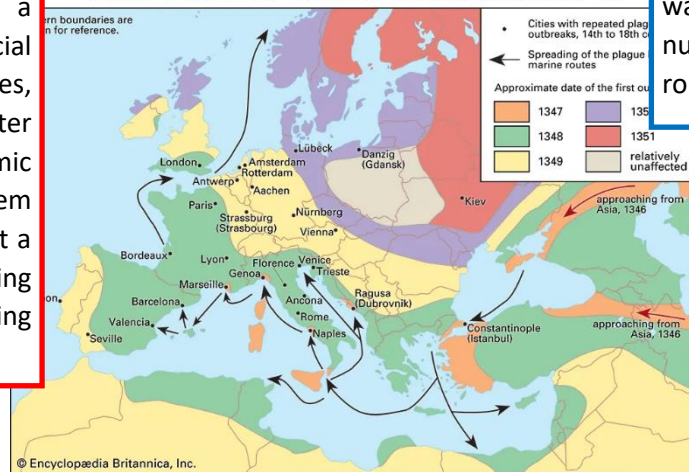 a
cial
es,
ter
mic
em
t a
ing
ing
wa
nu
ro
ern boundaries are
n for reference.
Cities with repeated plag
outbreaks, 14th to 18th c
Spreading of the plague
marine routes
Approximate date of the first ou
1347
1348
1349
135
1351
relatively
unaffected
approaching from
Asia, 1346
approaching from
Asia, 1346
London
Amsterdam
Rotterdam
Antwerp
Aachen
Lübeck
Danzig
(Gdansk)
Paris
Strassburg
(Strasbourg)
Nürnberg
Vienna
Kiev
Bordeaux
Lyon
Florence
Venice
Trieste
Genoa
Marseille
Barcelona
Ancona
Rome
Ragusa
(Dubrovnik)
on
Valencia
Seville
Naples
Constantinople
(Istanbul)
© Encyclopædia Britannica, Inc.